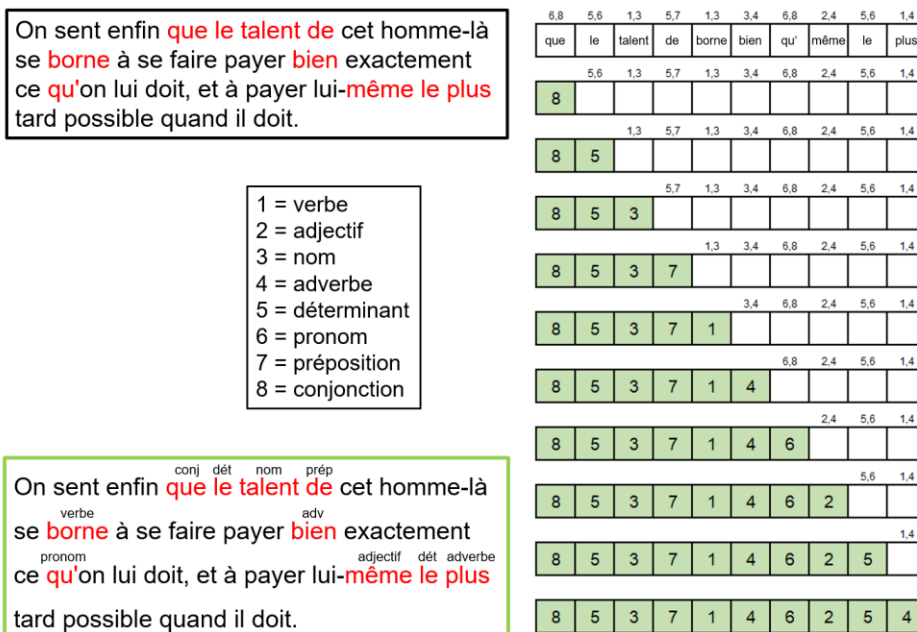 On sent enfin que le talent de cet homme-là
se borne à se faire payer bien exactement
ce qu'on lui doit, et à payer lui-même le plus
tard possible quand il doit.
1 = verbe
2 = adjectif
3 = nom
4 = adverbe
5 = déterminant
6 = pronom
7 = préposition
8 = conjonction
conj dét nom prép
On sent enfin que le talent de cet homme-là
verbe adv
se borne à se faire payer bien exactement
pronom adjectif dét adverbe
ce qu'on lui doit, et à payer lui-même le plus
tard possible quand il doit.
6,8 5,6 1,3 5,7 1,3 3,4 6,8 2,4 5,6 1,4
que le talent de borne bien qu' même le plus
5,6 1,3 5,7 1,3 3,4 6,8 2,4 5,6 1,4
8
1,3 5,7 1,3 3,4 6,8 2,4 5,6 1,4
8 5
5,7 1,3 3,4 6,8 2,4 5,6 1,4
8 5 3
1,3 3,4 6,8 2,4 5,6 1,4
8 5 3 7
3,4 6,8 2,4 5,6 1,4
8 5 3 7 1
6,8 2,4 5,6 1,4
8 5 3 7 1 4
2,4 5,6 1,4
8 5 3 7 1 4 6
5,6 1,4
8 5 3 7 1 4 6 2
1,4
8 5 3 7 1 4 6 2 5
8 5 3 7 1 4 6 2 5 4